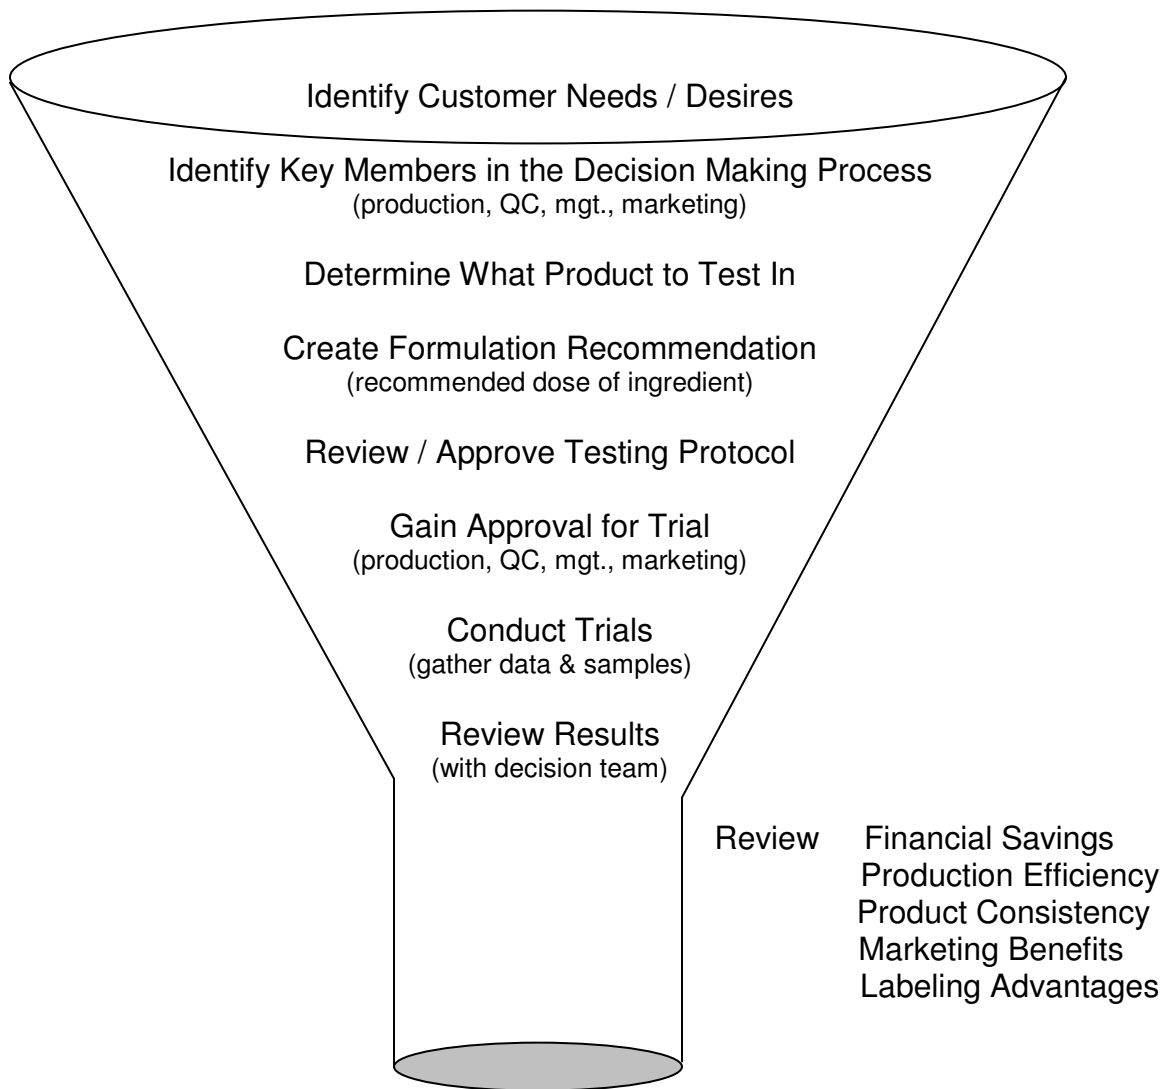 Identify Customer Needs / Desires
Identify Key Members in the Decision Making Process
(production, QC, mgt., marketing)
Determine What Product to Test In
Create Formulation Recommendation
(recommended dose of ingredient)
Review / Approve Testing Protocol
Gain Approval for Trial
(production, QC, mgt., marketing)
Conduct Trials
(gather data & samples)
Review Results
(with decision team)
Review Financial Savings
Production Efficiency
Product Consistency
Marketing Benefits
Labeling Advantages